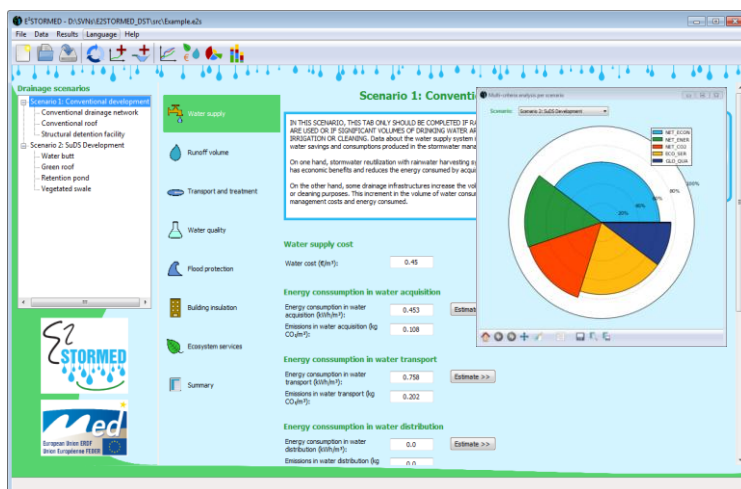 E²STORMED - D:\SVNs\E2STORMED_DST\src\Example.e2s
File Data Results Language Help
Drainage scenarios
Scenario 1: Conventional development
Conventional drainage network
Conventional roof
Structural detention facility
Scenario 2: SuDS Development
Water butt
Green roof
Retention pond
Vegetated swale
E2
STORMED
Med
European Union ERDF
Union Européenne FEDER
Water supply
Runoff volume
Transport and treatment
Water quality
Flood protection
Building insulation
Ecosystem services
Summary
Scenario 1: Conventi
IN THIS SCENARIO, THIS TAB ONLY SHOULD BE COMPLETED IF RA
ARE USED OR IF SIGNIFICANT VOLUMES OF DRINKING WATER AR
IRRIGATION OR CLEANING. Data about the water supply system
water savings and consumptions produced in the stormwater mana
On one hand, stormwater reutilization with rainwater harvesting sy
has economic benefits and reduces the energy consumed by acqui
On the other hand, some drainage infrastructures increase the vol
or cleaning purposes. This increment in the volume of water consu
management costs and energy consumed.
Water supply cost
Water cost (€/m³): 0.45
Energy conssumption in water acquisition
Energy consumption in water
acquistion (kWh/m³): 0.453 Estimate
Emissions in water acquisition (kg
CO₂/m³): 0.108
Energy conssumption in water transport
Energy consumption in water
transport (kWh/m³): 0.758 Estimate >>
Emissions in water transport (kg
CO₂/m³): 0.202
Energy conssumption in water distribution
Energy consumption in water
distribution (kWh/m³): 0.0 Estimate >>
Emissions in water distribution (kg
0.0
Multi-criteria analysis per scenario
Scenario: Scenario 2: SuDS Development
NET_ECOS
NET_ENER
NET_CO2
ECO_SER
GLO_QUA
20%
40%
60%
80%
100%